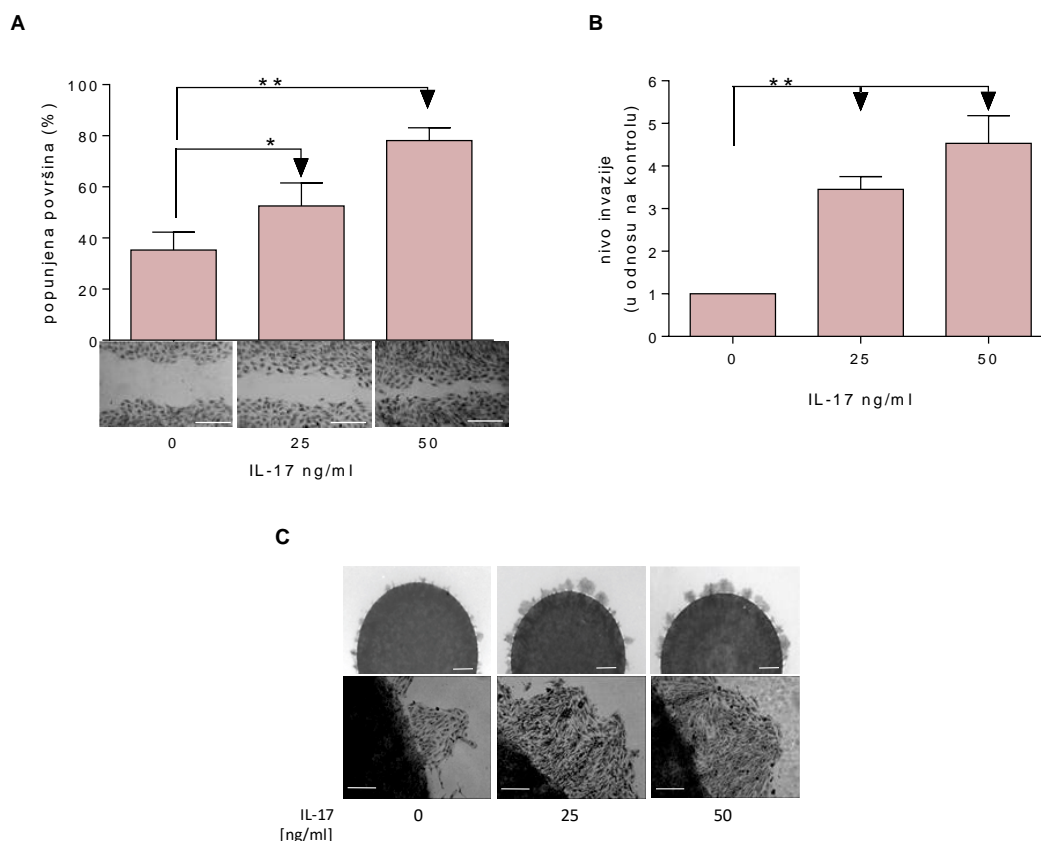 A
popunjena površina (%)
100
80
60
40
20
0
**
*
0 25 50
IL-17 ng/ml
B
nivo invazije
(u odnosu na kontrolu)
6
5
4
3
2
1
0
**
0 25 50
IL-17 ng/ml
C
IL-17
[ng/ml]
0 25 50